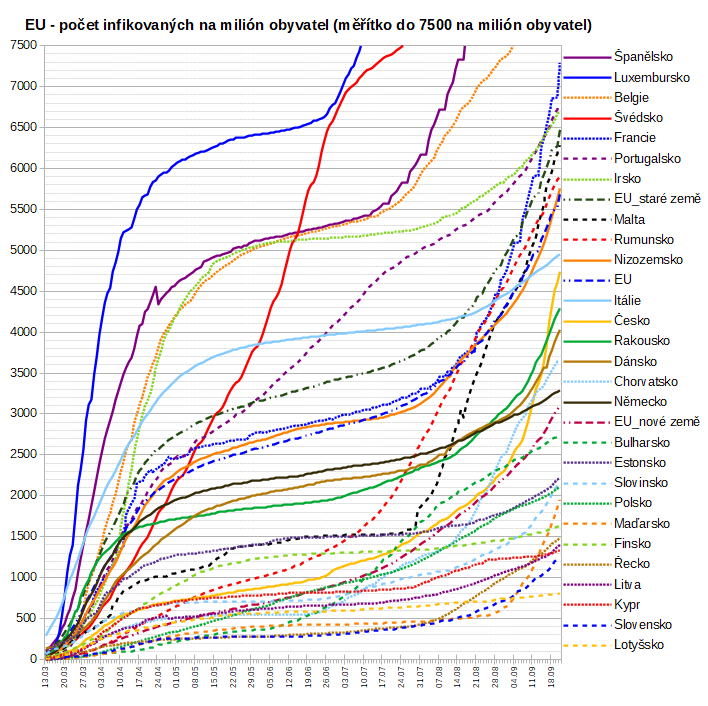 EU - počet infikovaných na milión obyvatel (měřítko do 7500 na milión obyvatel)
7500
7000
6500
6000
5500
5000
4500
4000
3500
3000
2500
2000
1500
1000
500
0
13.03
20.03
27.03
03.04
10.04
17.04
24.04
01.05
08.05
15.05
22.05
29.05
05.06
12.06
19.06
26.06
03.07
10.07
17.07
24.07
31.07
07.08
14.08
21.08
28.08
04.09
11.09
18.09
Španělsko
Luxembursko
Belgie
Švédsko
Francie
Portugalsko
Irsko
EU_staré země
Malta
Rumunsko
Nizozemsko
EU
Itálie
Česko
Rakousko
Dánsko
Chorvatsko
Německo
EU_nové země
Bulharsko
Estonsko
Slovinsko
Polsko
Maďarsko
Finsko
Řecko
Litva
Kypr
Slovensko
Lotyšsko